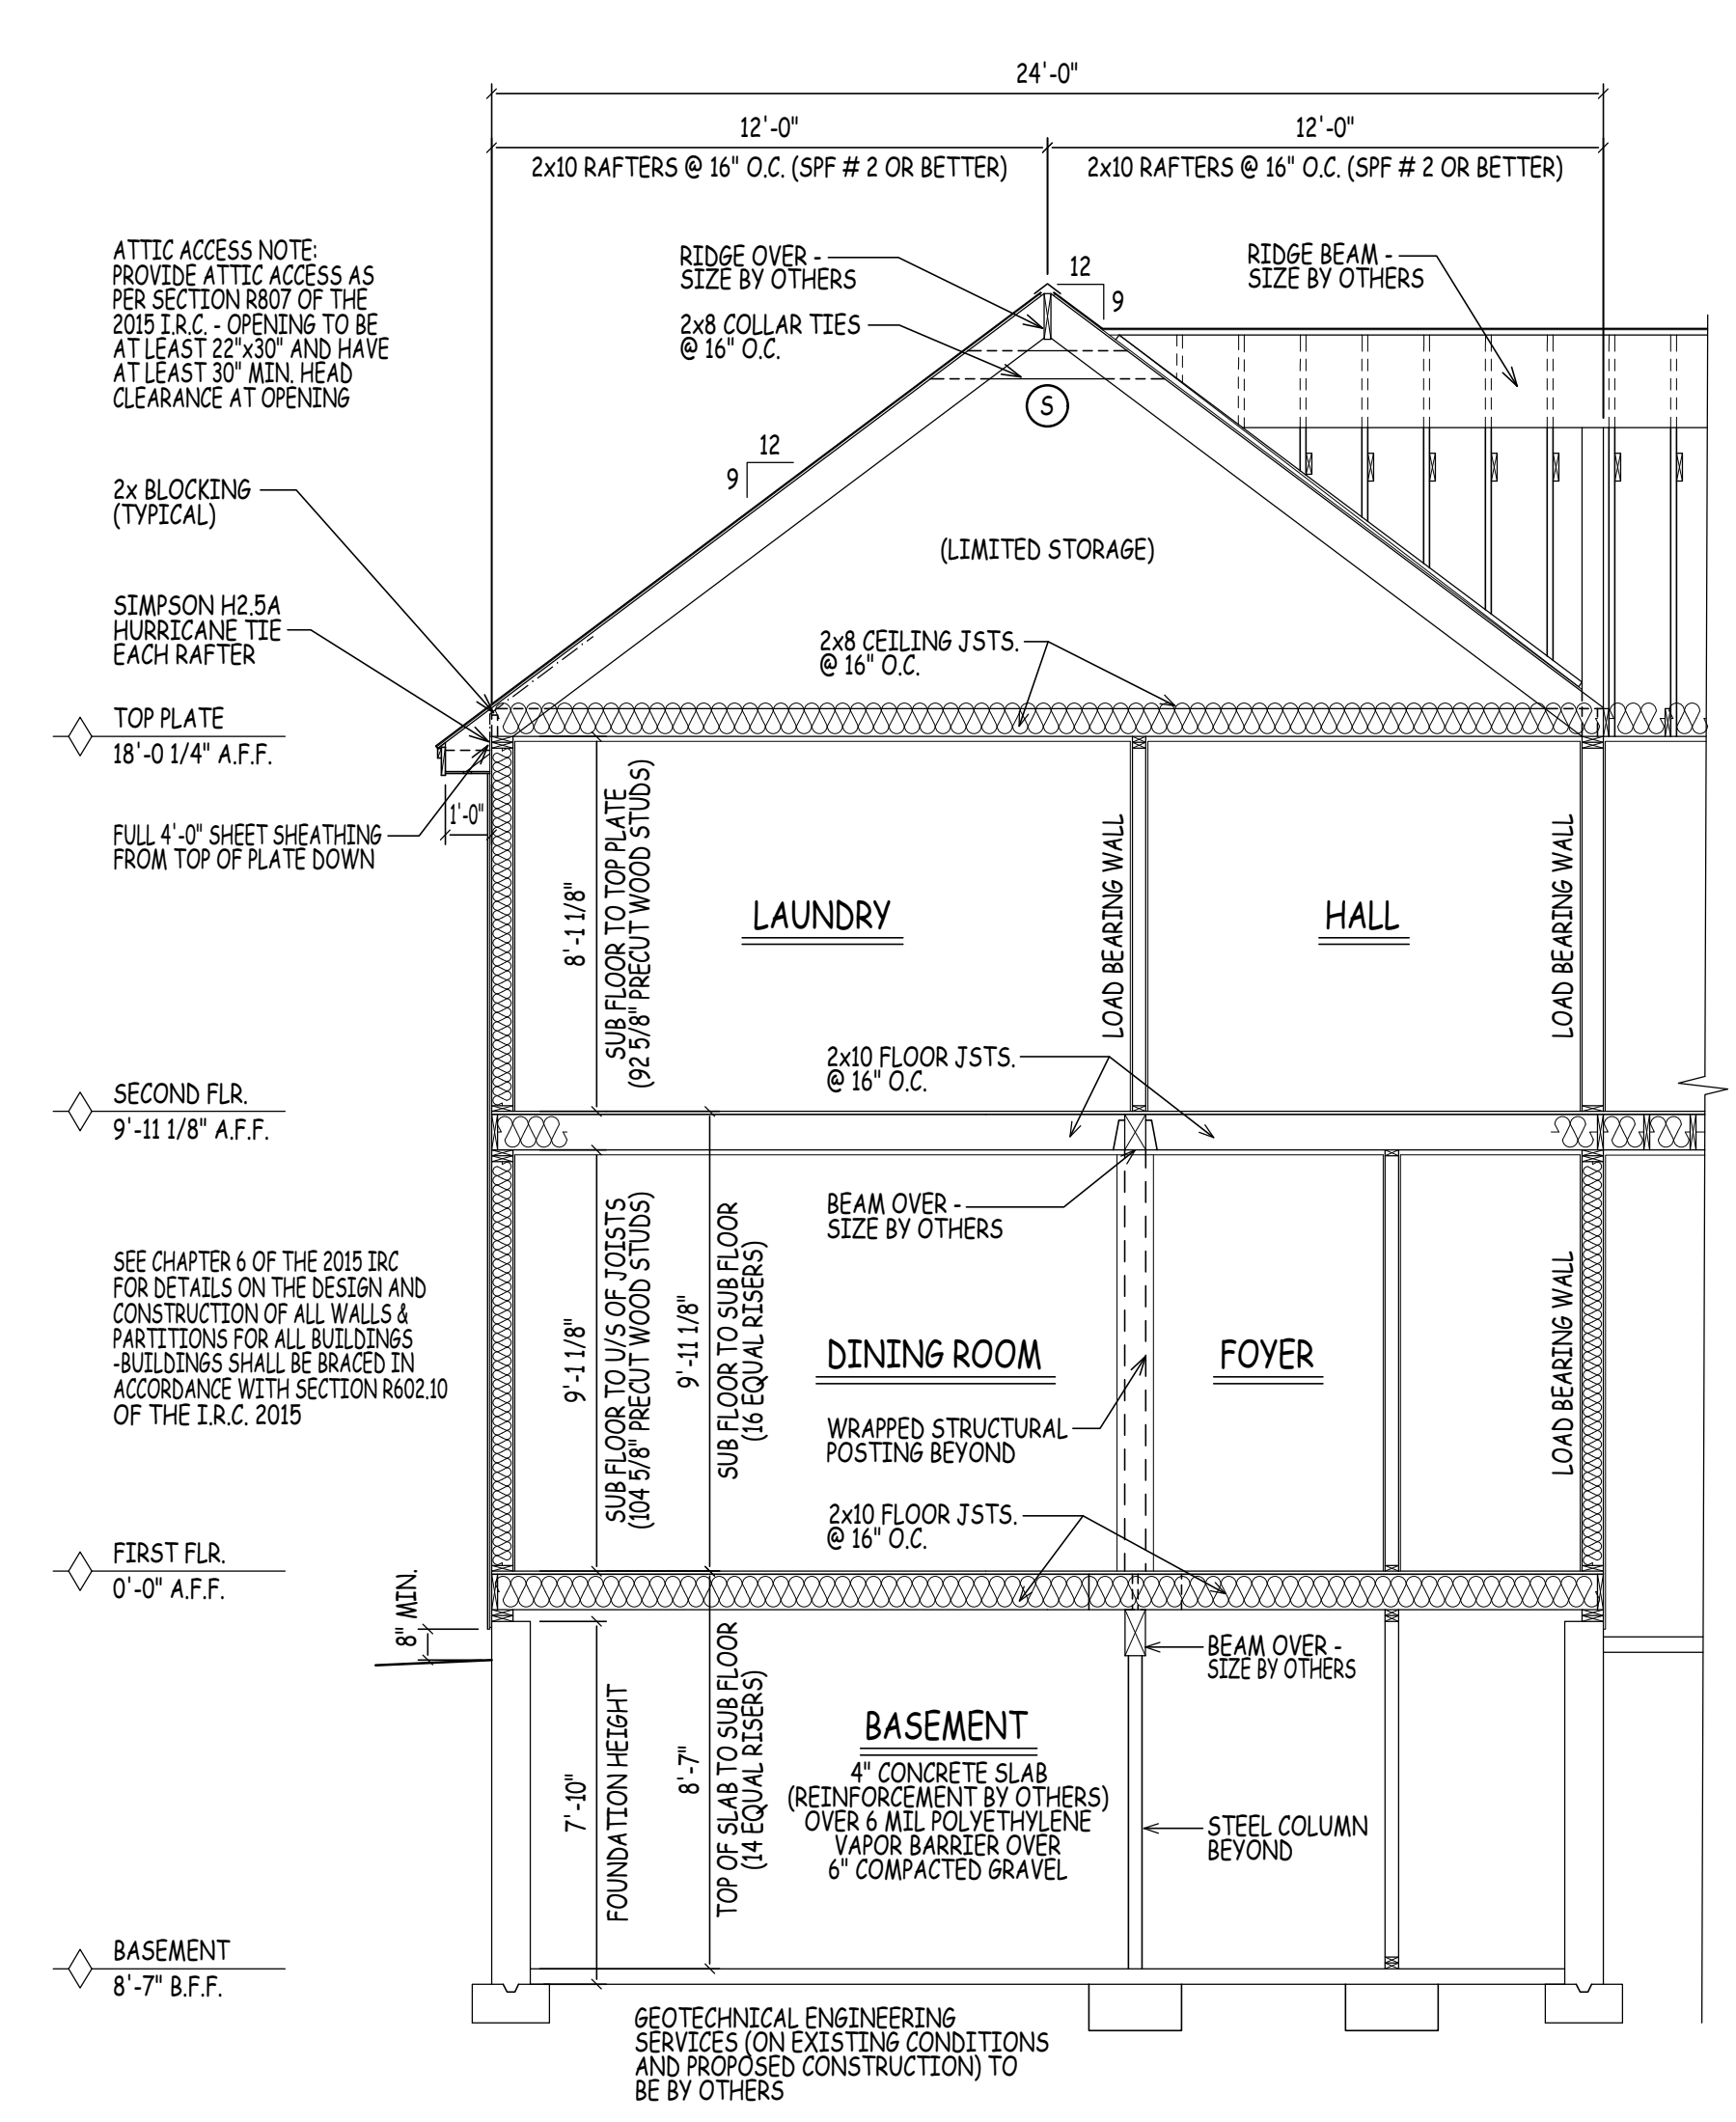 24'-0"
12'-0"
12'-0"
2x10 RAFTERS @ 16" O.C. (SPF # 2 OR BETTER)
2x10 RAFTERS @ 16" O.C. (SPF # 2 OR BETTER)
ATTIC ACCESS NOTE:
PROVIDE ATTIC ACCESS AS
PER SECTION R807 OF THE
2015 I.R.C. - OPENING TO BE
AT LEAST 22"x30" AND HAVE
AT LEAST 30" MIN. HEAD
CLEARANCE AT OPENING
RIDGE OVER -
SIZE BY OTHERS
2x8 COLLAR TIES
@ 16" O.C.
12
9
RIDGE BEAM -
SIZE BY OTHERS
S
12
9
2x BLOCKING
(TYPICAL)
(LIMITED STORAGE)
SIMPSON H2.5A
HURRICANE TIE
EACH RAFTER
2x8 CEILING JSTS.
@ 16" O.C.
TOP PLATE
18'-0 1/4" A.F.F.
1'-0"
FULL 4'-0" SHEET SHEATHING
FROM TOP OF PLATE DOWN
8'-1 1/8"
SUB FLOOR TO TOP PLATE
(92 5/8" PRECUT WOOD STUDS)
LAUNDRY
LOAD BEARING WALL
HALL
LOAD BEARING WALL
2x10 FLOOR JSTS.
@ 16" O.C.
SECOND FLR.
9'-11 1/8" A.F.F.
BEAM OVER -
SIZE BY OTHERS
SEE CHAPTER 6 OF THE 2015 IRC
FOR DETAILS ON THE DESIGN AND
CONSTRUCTION OF ALL WALLS &
PARTITIONS FOR ALL BUILDINGS
-BUILDINGS SHALL BE BRACED IN
ACCORDANCE WITH SECTION R602.10
OF THE I.R.C. 2015
9'-1 1/8"
SUB FLOOR TO U/S OF JOISTS
(104 5/8" PRECUT WOOD STUDS)
9'-11 1/8"
SUB FLOOR TO SUB FLOOR
(16 EQUAL RISERS)
DINING ROOM
FOYER
LOAD BEARING WALL
WRAPPED STRUCTURAL
POSTING BEYOND
2x10 FLOOR JSTS.
@ 16" O.C.
FIRST FLR.
0'-0" A.F.F.
8" MIN.
BEAM OVER -
SIZE BY OTHERS
7'-10"
FOUNDATION HEIGHT
8'-7"
TOP OF SLAB TO SUB FLOOR
(14 EQUAL RISERS)
BASEMENT
4" CONCRETE SLAB
(REINFORCEMENT BY OTHERS)
OVER 6 MIL POLYETHYLENE
VAPOR BARRIER OVER
6" COMPACTED GRAVEL
STEEL COLUMN
BEYOND
BASEMENT
8'-7" B.F.F.
GEOTECHNICAL ENGINEERING
SERVICES (ON EXISTING CONDITIONS
AND PROPOSED CONSTRUCTION) TO
BE BY OTHERS